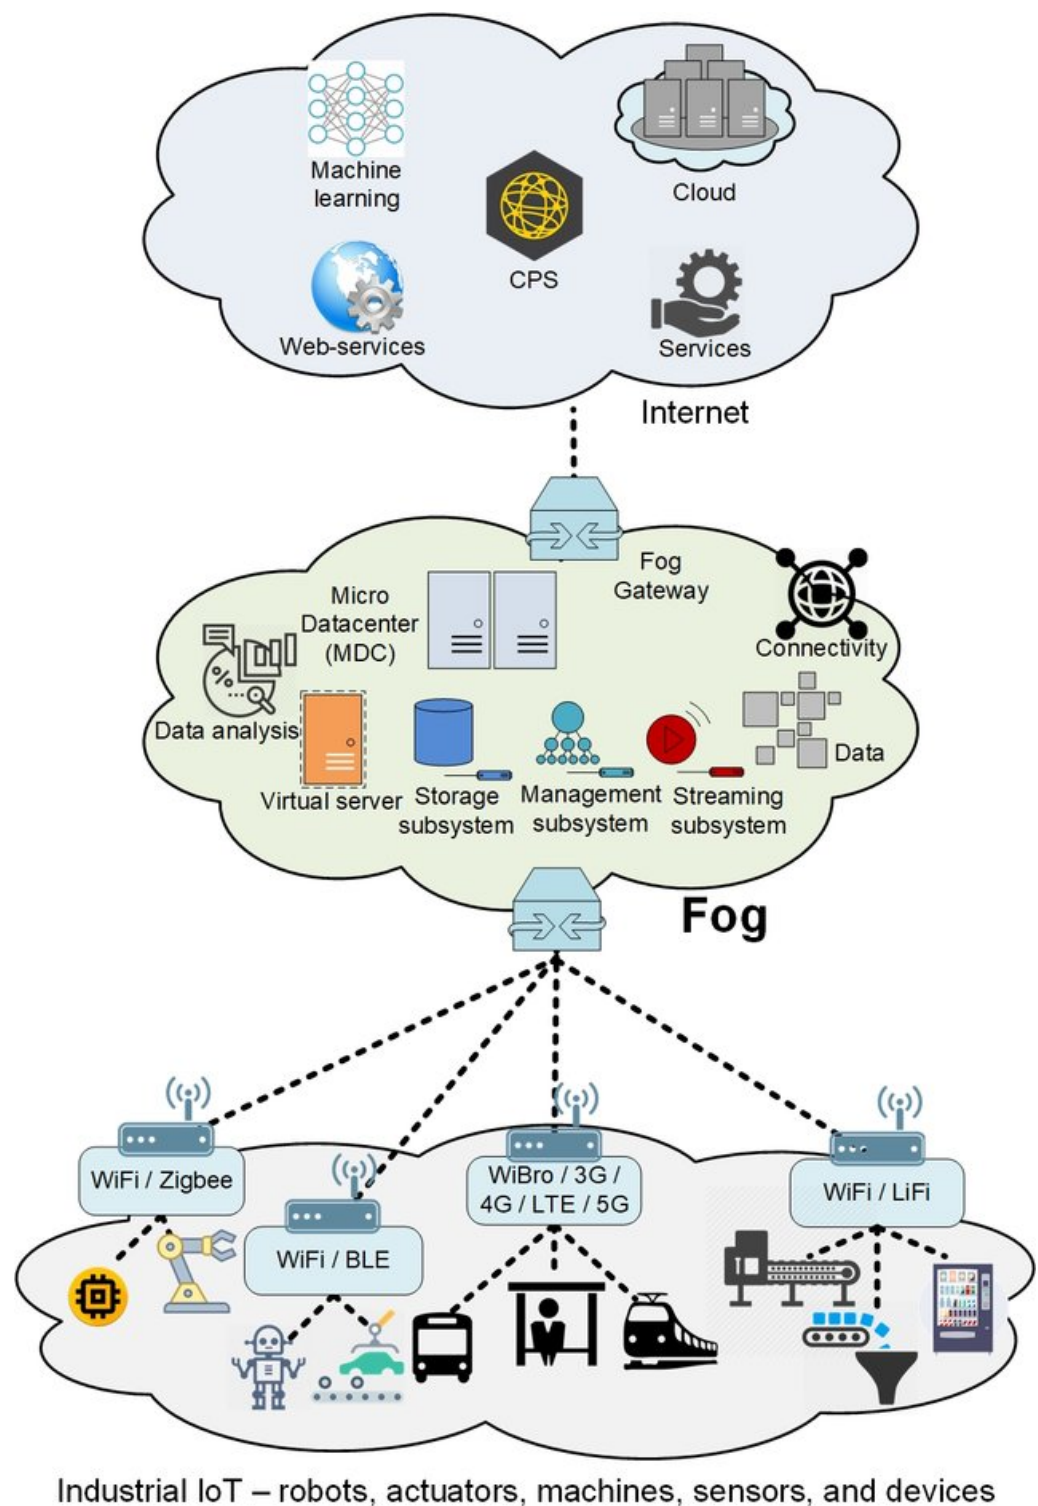 Machine
learning
Cloud
CPS
Web-services
Services
Internet
Fog
Gateway
Micro
Datacenter
(MDC)
Connectivity
Data analysis
Data
Virtual server
Storage
subsystem
Management
subsystem
Streaming
subsystem
Fog
WiFi / Zigbee
WiFi / BLE
WiBro / 3G /
4G / LTE / 5G
WiFi / LiFi
Industrial IoT – robots, actuators, machines, sensors, and devices